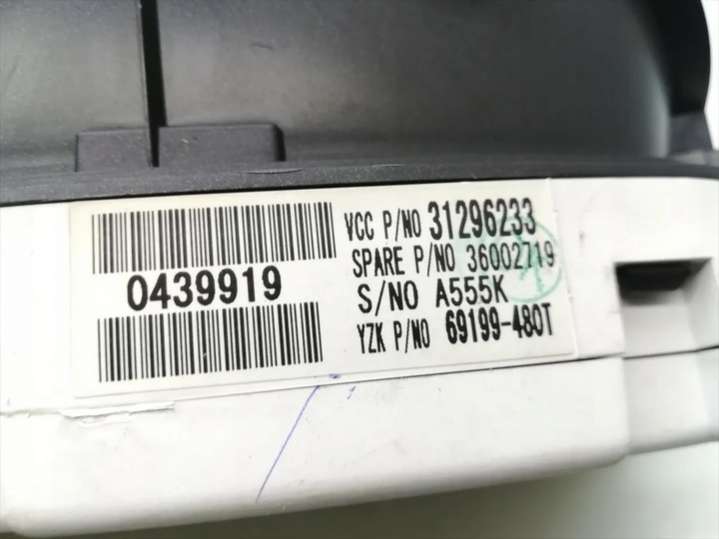 0439919
VCC P/NO 31296233
SPARE P/NO 36002719
S/NO A555K
YZK P/NO 69199-480T